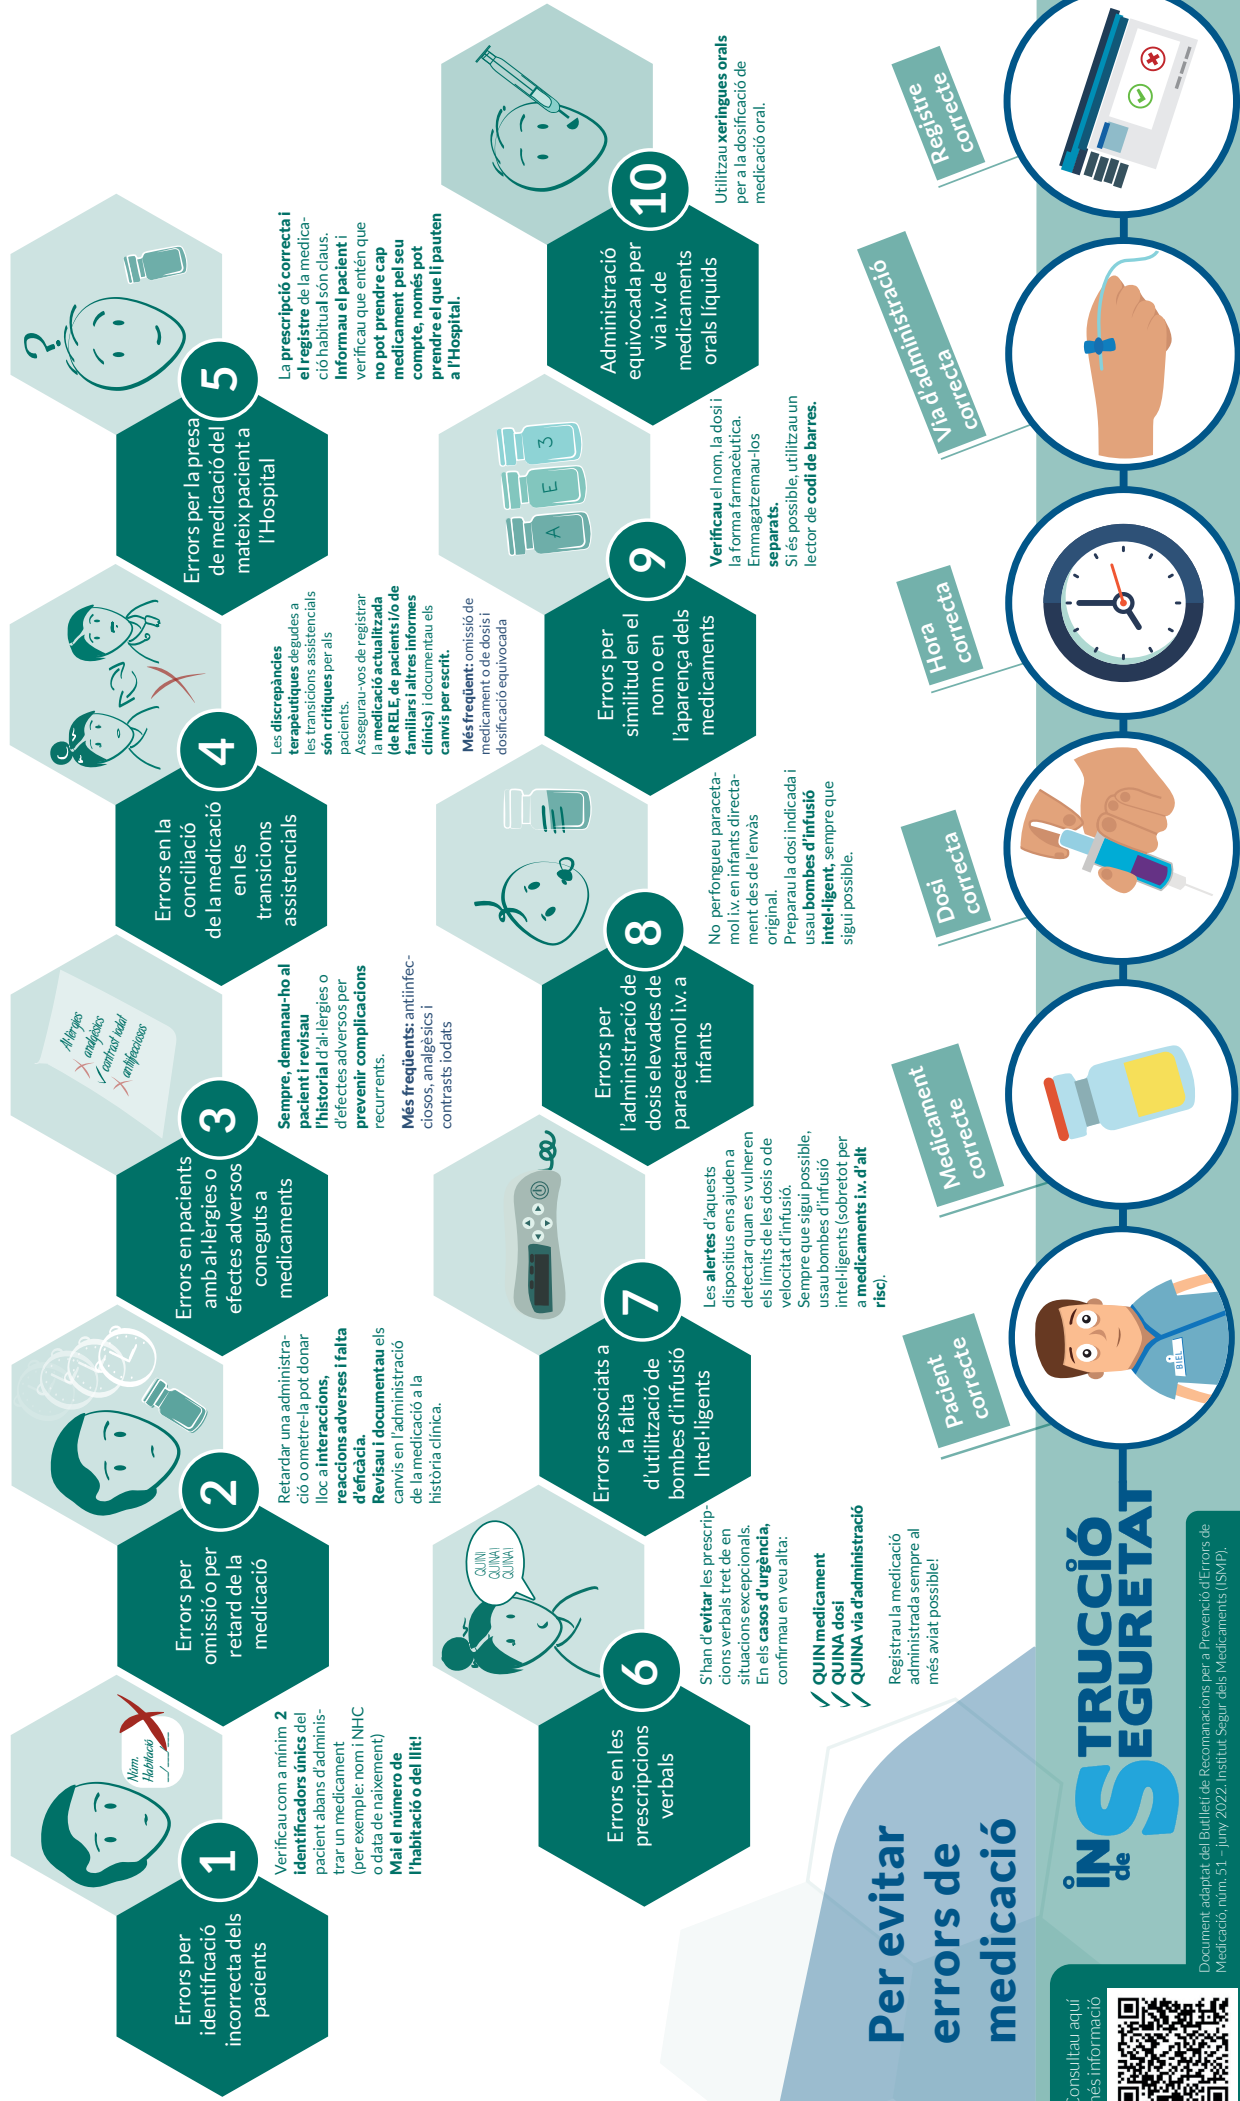 Errors per
identificació
incorrecta dels
pacients
1
Núm.
Habitació
Verificau com a mínim 2
identificadors únics del
pacient abans d'adminis-
trar un medicament
(per exemple: nom i NHC
o data de naixement)
Mai el número de
l'habitació o del llit!
Errors per
omissió o per
retard de la
medicació
2
Retardar una administra-
ció o ometre-la pot donar
lloc a interaccions,
reaccions adverses i falta
d'eficàcia.
Revisau i documentau els
canvis en l'administració
de la medicació a la
història clínica.
Errors en pacients
amb al·lèrgies o
efectes adversos
coneguts a
medicaments
3
Al·lèrgies
analgèsics
contrast iodat
antiifecciosos
Sempre, demanau-ho al
pacient i revisau
l'historial d'al·lèrgies o
d'efectes adversos per
prevenir complicacions
recurrents.
Més freqüents: antiinfec-
ciosos, analgèsics i
contrasts iodats
Errors en la
conciliació
de la medicació
en les
transicions
assistencials
4
Les discrepàncies
terapèutiques degudes a
les transicions assistencials
són crítiques per als
pacients.
Assegurau-vos de registrar
la medicació actualitzada
(de RELE, de pacients i/o de
familiars i altres informes
clínics) i documentau els
canvis per escrit.
Més freqüent: omissió de
medicament o de dosis i
dosificació equivocada
Errors per la presa
de medicació del
mateix pacient a
l'Hospital
5
?
La prescripció correcta i
el registre de la medica-
ció habitual són claus.
Informau el pacient i
verificau que entén que
no pot prendre cap
medicament pel seu
compte, només pot
prendre el que li pauten
a l'Hospital.
Errors en les
prescripcions
verbals
6
QUIN!
QUINA!
QUINA!
S'han d'evitar les prescrip-
cions verbals tret de en
situacions excepcionals.
En els casos d'urgència,
confirmau en veu alta:
✓ QUIN medicament
✓ QUINA dosi
✓ QUINA via d'administració
Registrau la medicació
administrada sempre al
més aviat possible!
Errors associats a
la falta
d'utilització de
bombes d'infusió
Intel·ligents
7
Les alertes d'aquests
dispositius ens ajuden a
detectar quan es vulneren
els límits de les dosis o de
velocitat d'infusió.
Sempre que sigui possible,
usau bombes d'infusió
intel·ligents (sobretot per
a medicaments i.v. d'alt
risc).
Errors per
l'administració de
dosis elevades de
paracetamol i.v. a
infants
8
No perfongueu paraceta-
mol i.v. en infants directa-
ment des de l'envàs
original.
Preparau la dosi indicada i
usau bombes d'infusió
intel·ligent, sempre que
sigui possible.
Errors per
similitud en el
nom o en
l'aparença dels
medicaments
9
A
E
3
Verificau el nom, la dosi i
la forma farmacèutica.
Emmagatzemau-los
separats.
Si és possible, utilitzau un
lector de codi de barres.
Administració
equivocada per
via i.v. de
medicaments
orals líquids
10
Utilitzau xeringues orals
per a la dosificació de
medicació oral.
Per evitar
errors de
medicació
Pacient
correcte
BIEL
Medicament
correcte
Dosi
correcta
Hora
correcta
Via d'administració
correcta
Registre
correcte
INSTRUCCIÓ
de SEGURETAT
Consultau aquí
més informació
Document adaptat del Butlletí de Recomanacions per a Prevenció d'Errors de
Medicació, núm. 51 – juny 2022. Institut Segur dels Medicaments (ISMP).